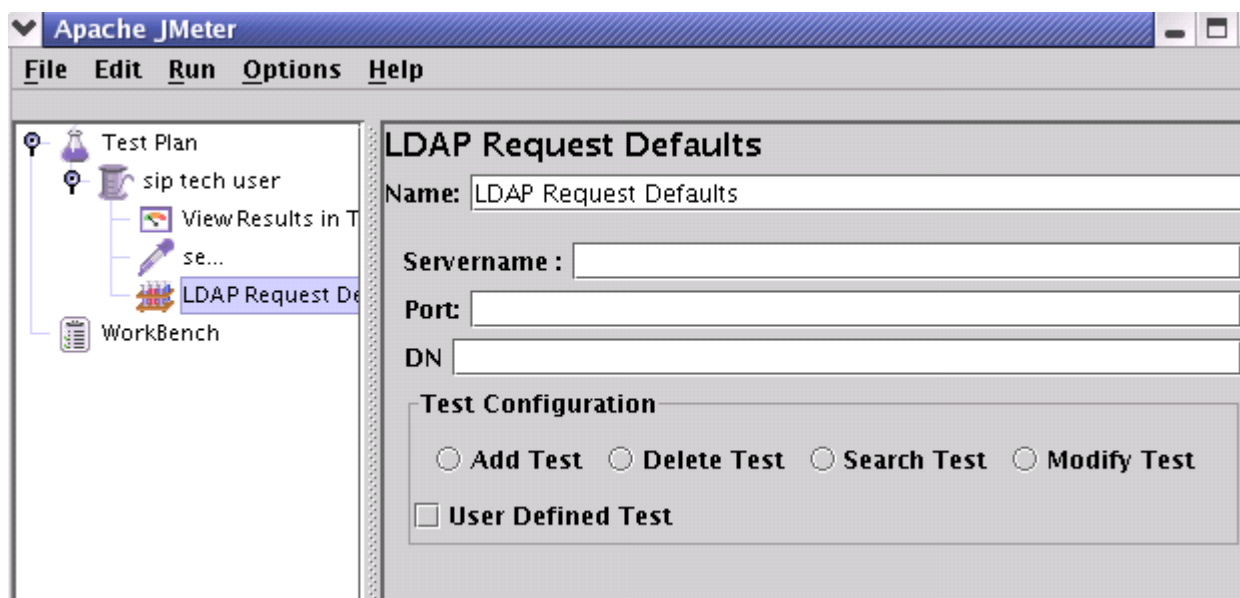 Apache JMeter
File Edit Run Options Help
Test Plan
sip tech user
View Results in T
se...
LDAP Request De
WorkBench
LDAP Request Defaults
Name: LDAP Request Defaults
Servername :
Port:
DN
Test Configuration
Add Test Delete Test Search Test Modify Test
User Defined Test